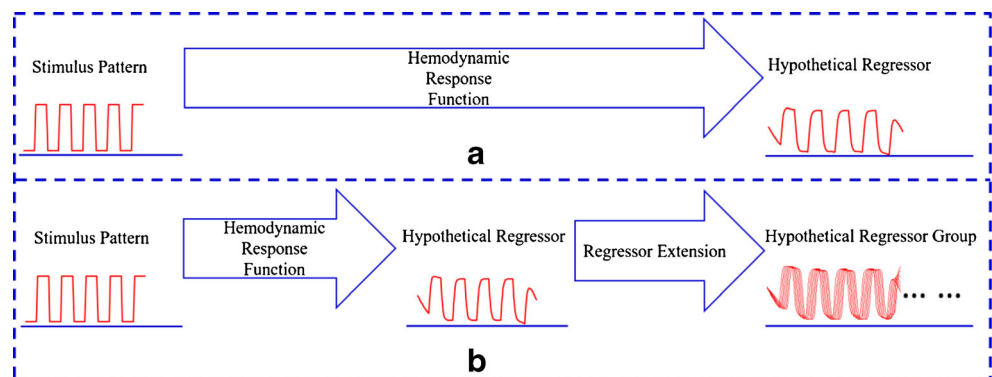 Stimulus Pattern
Hemodynamic
Response
Function
Hypothetical Regressor
a
Stimulus Pattern
Hemodynamic
Response
Function
Hypothetical Regressor
Regressor Extension
Hypothetical Regressor Group
... ...
b